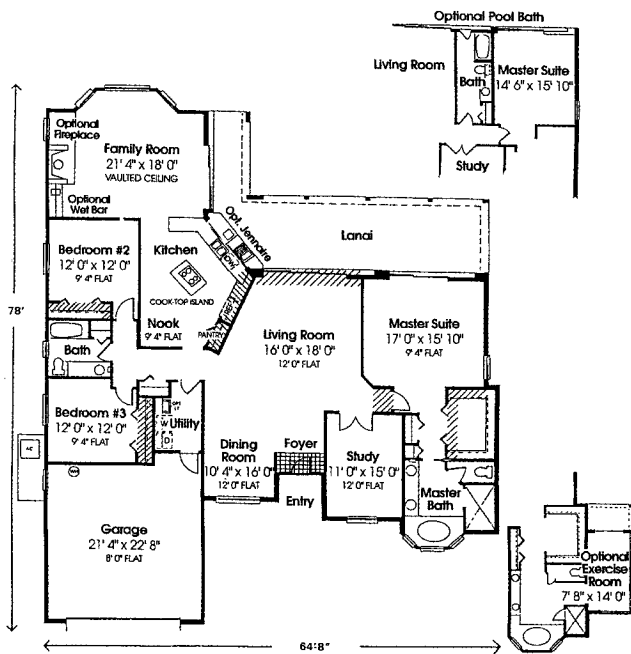 Optional Pool Bath
Living Room
Bath
Master Suite
14' 6" x 15' 10"
Study
Optional
Fireplace
Family Room
21' 4" x 18' 0"
VAULTED CEILING
Optional
Wet Bar
Opt. Jennaire
Lanai
Bedroom #2
12' 0" x 12' 0"
9' 4" FLAT
Kitchen
COOK-TOP ISLAND
DW
REF
PANTRY
Nook
9' 4" FLAT
78'
Living Room
16' 0" x 18' 0"
12' 0" FLAT
Master Suite
17' 0" x 15' 10"
9' 4" FLAT
Bath
Bedroom #3
12' 0" x 12' 0"
9' 4" FLAT
OPT
LT
W
D
Utility
Dining
Room
10' 4" x 16' 0"
12' 0" FLAT
Foyer
Entry
Study
11' 0" x 15' 0"
12' 0" FLAT
Master
Bath
AC
WH
Garage
21' 4" x 22' 8"
8' 0" FLAT
Optional
Exercise
Room
7' 8" x 14' 0"
64'-8"